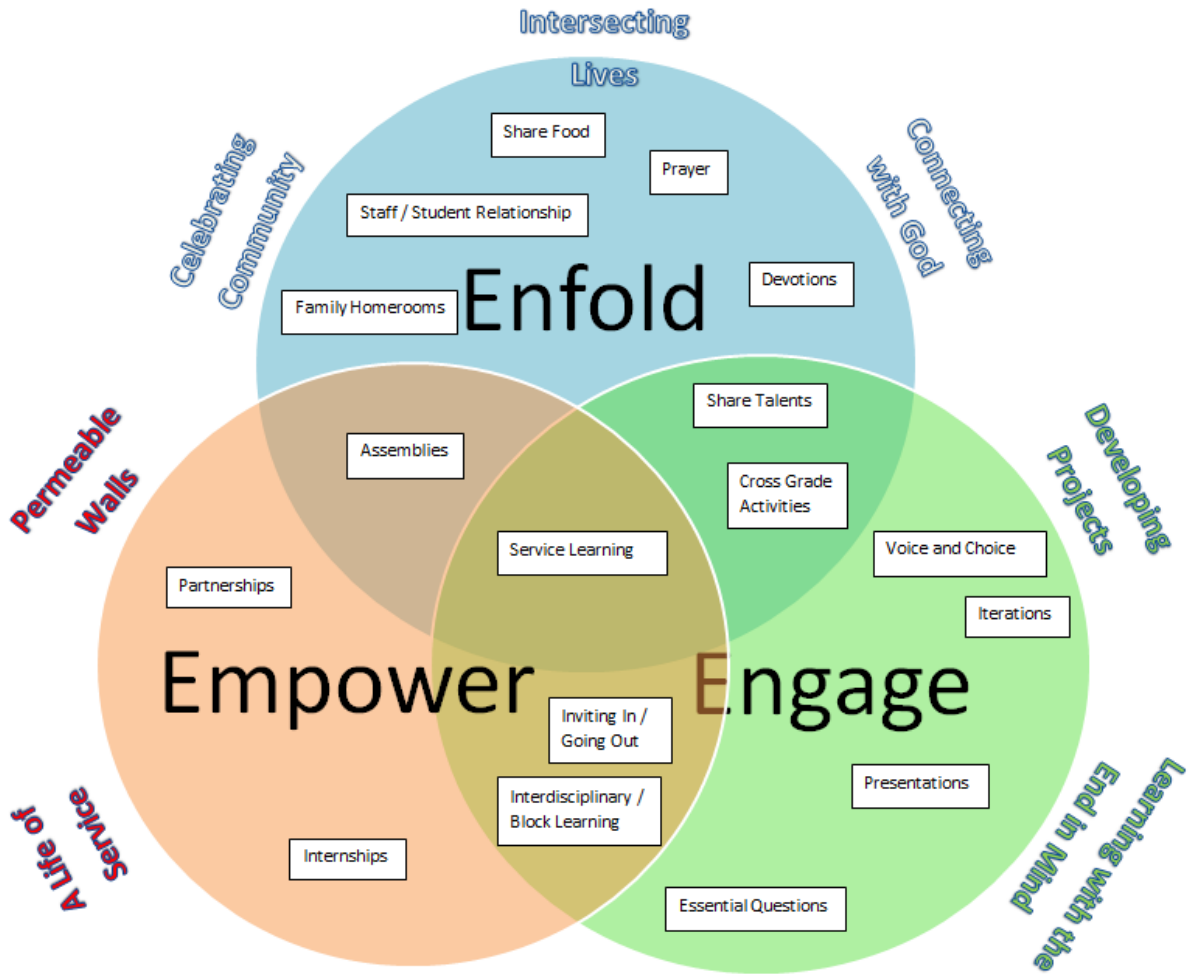 Intersecting
Lives
Celebrating
Community
Connecting
with God
Share Food
Prayer
Staff / Student Relationship
Devotions
Family Homerooms
Enfold
Share Talents
Assemblies
Cross Grade
Activities
Permeable
Walls
Developing
Projects
Service Learning
Voice and Choice
Partnerships
Iterations
Empower
Engage
Inviting In /
Going Out
Interdisciplinary /
Block Learning
Presentations
Internships
Essential Questions
A Life of
Service
Learning with the
End in Mind